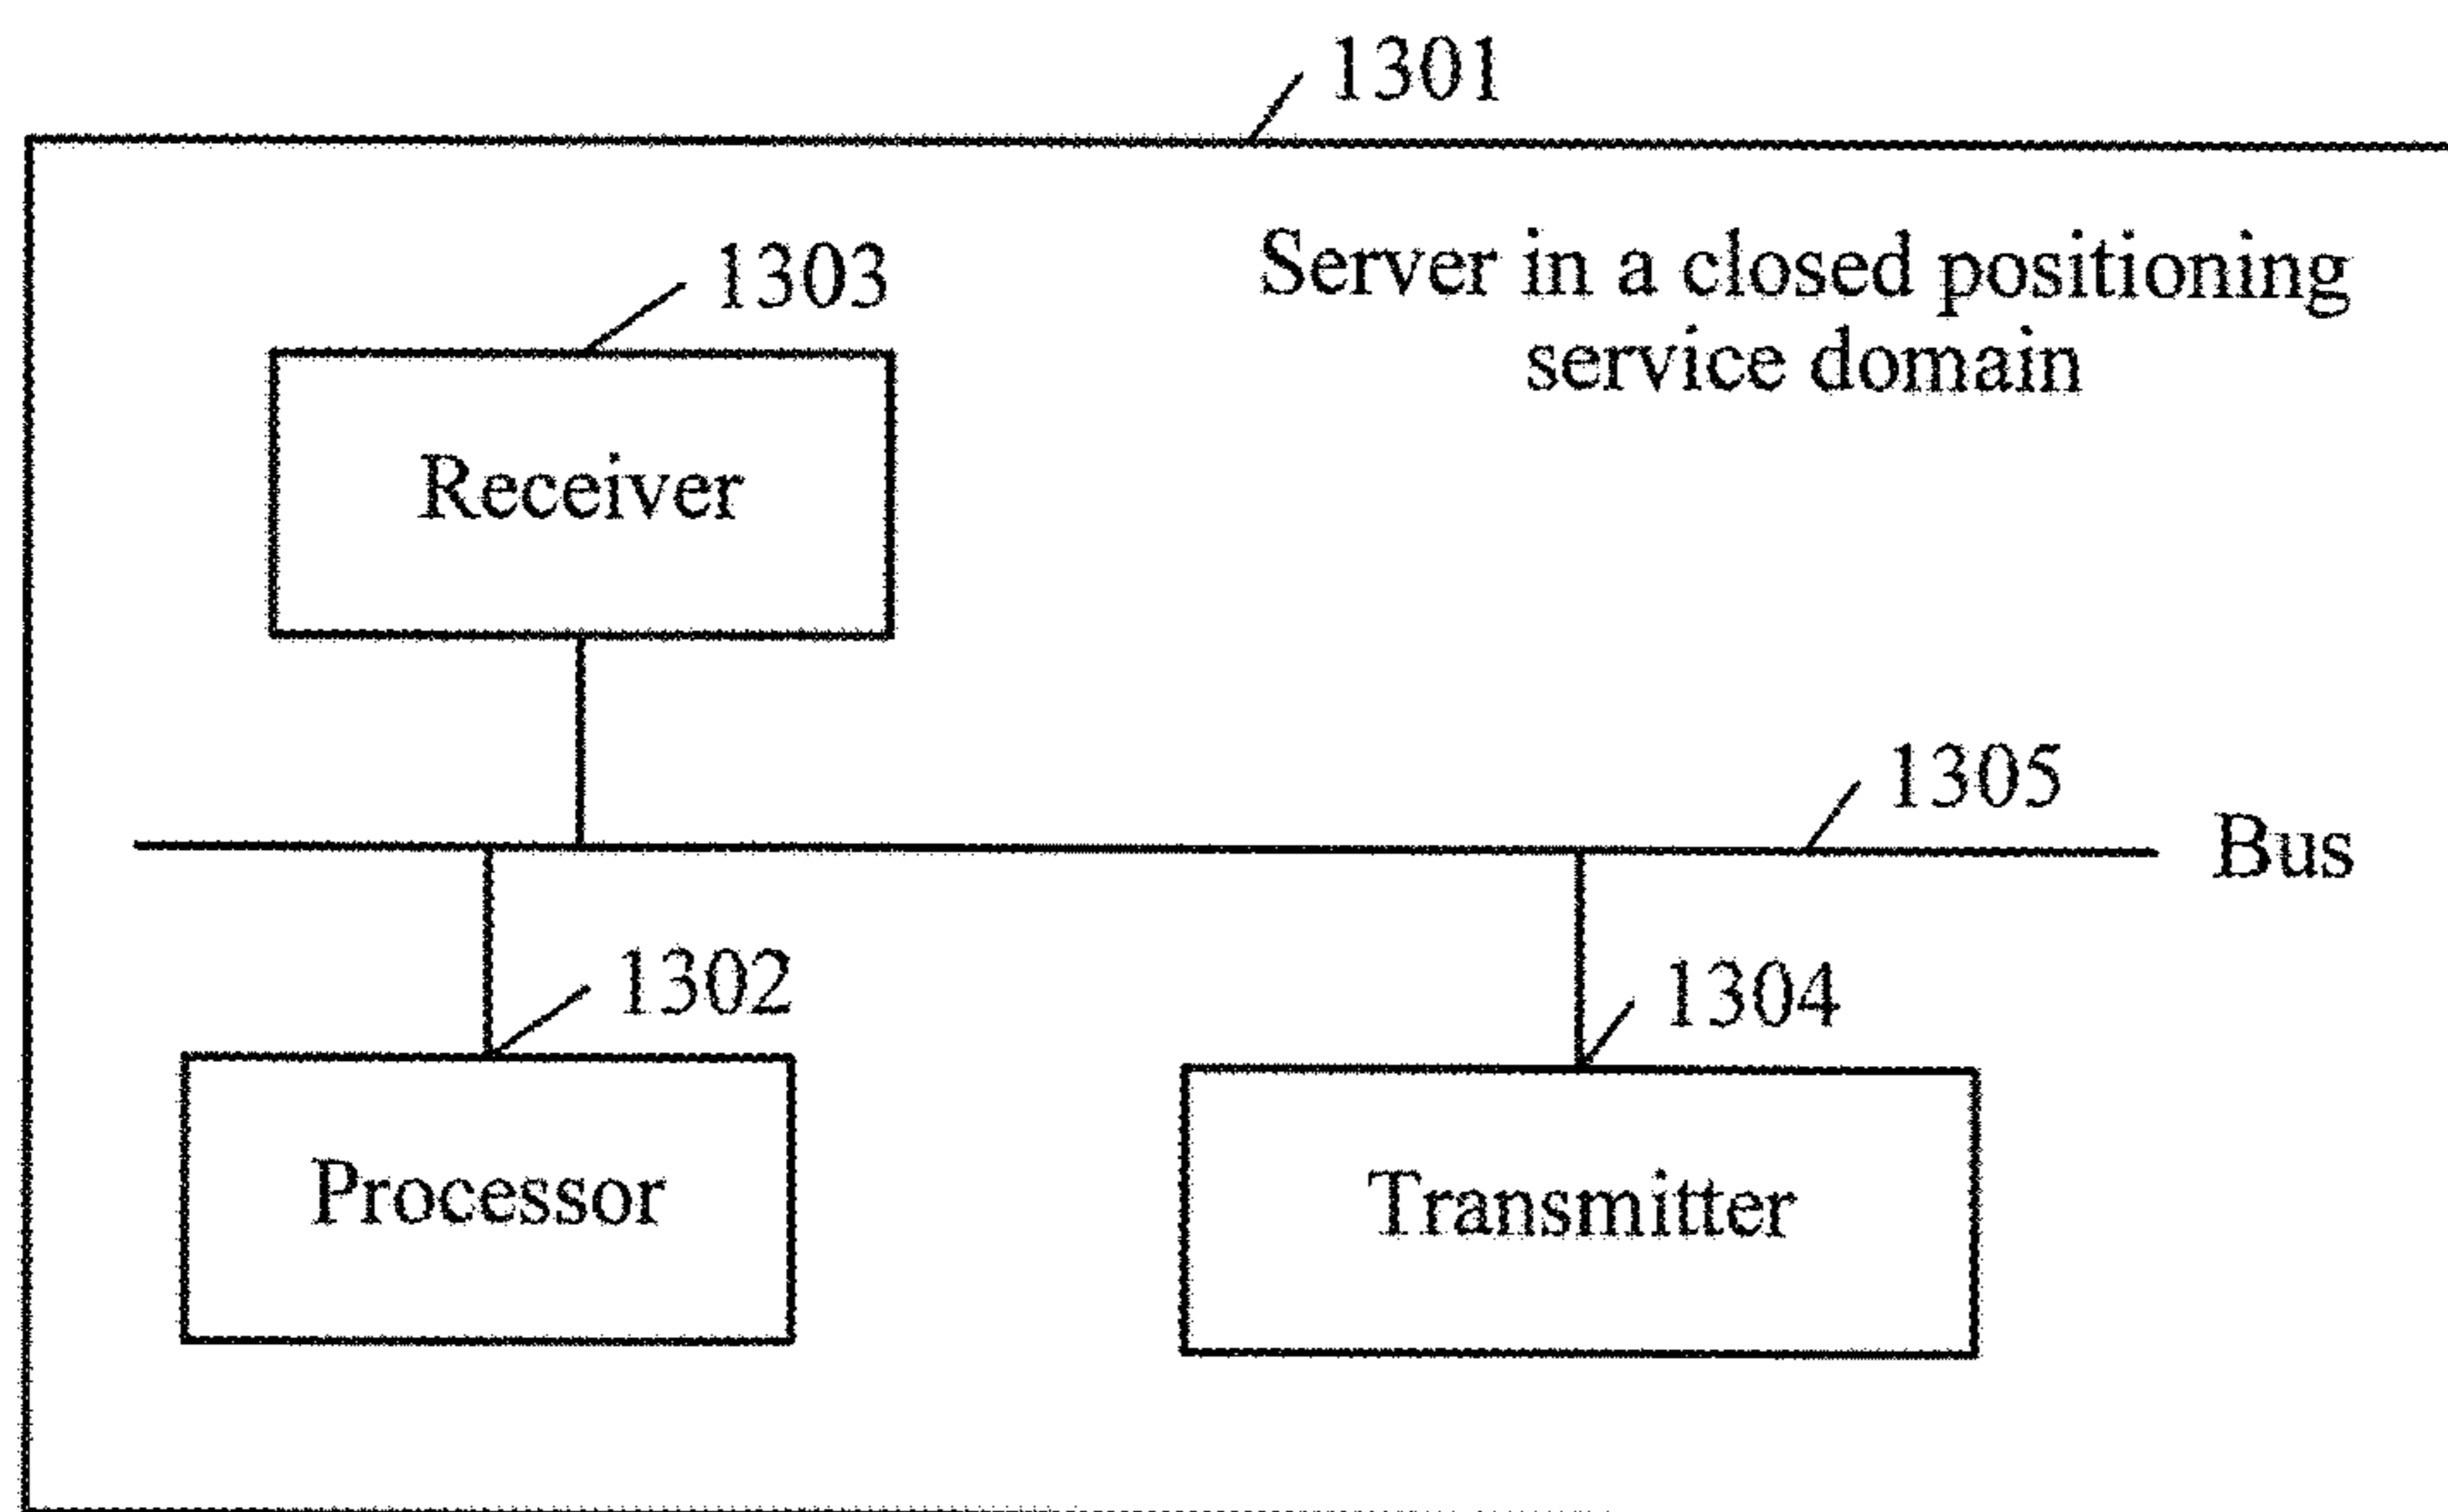 1301
1303
Server in a closed positioning
service domain
Receiver
1305
Bus
1302
1304
Processor
Transmitter